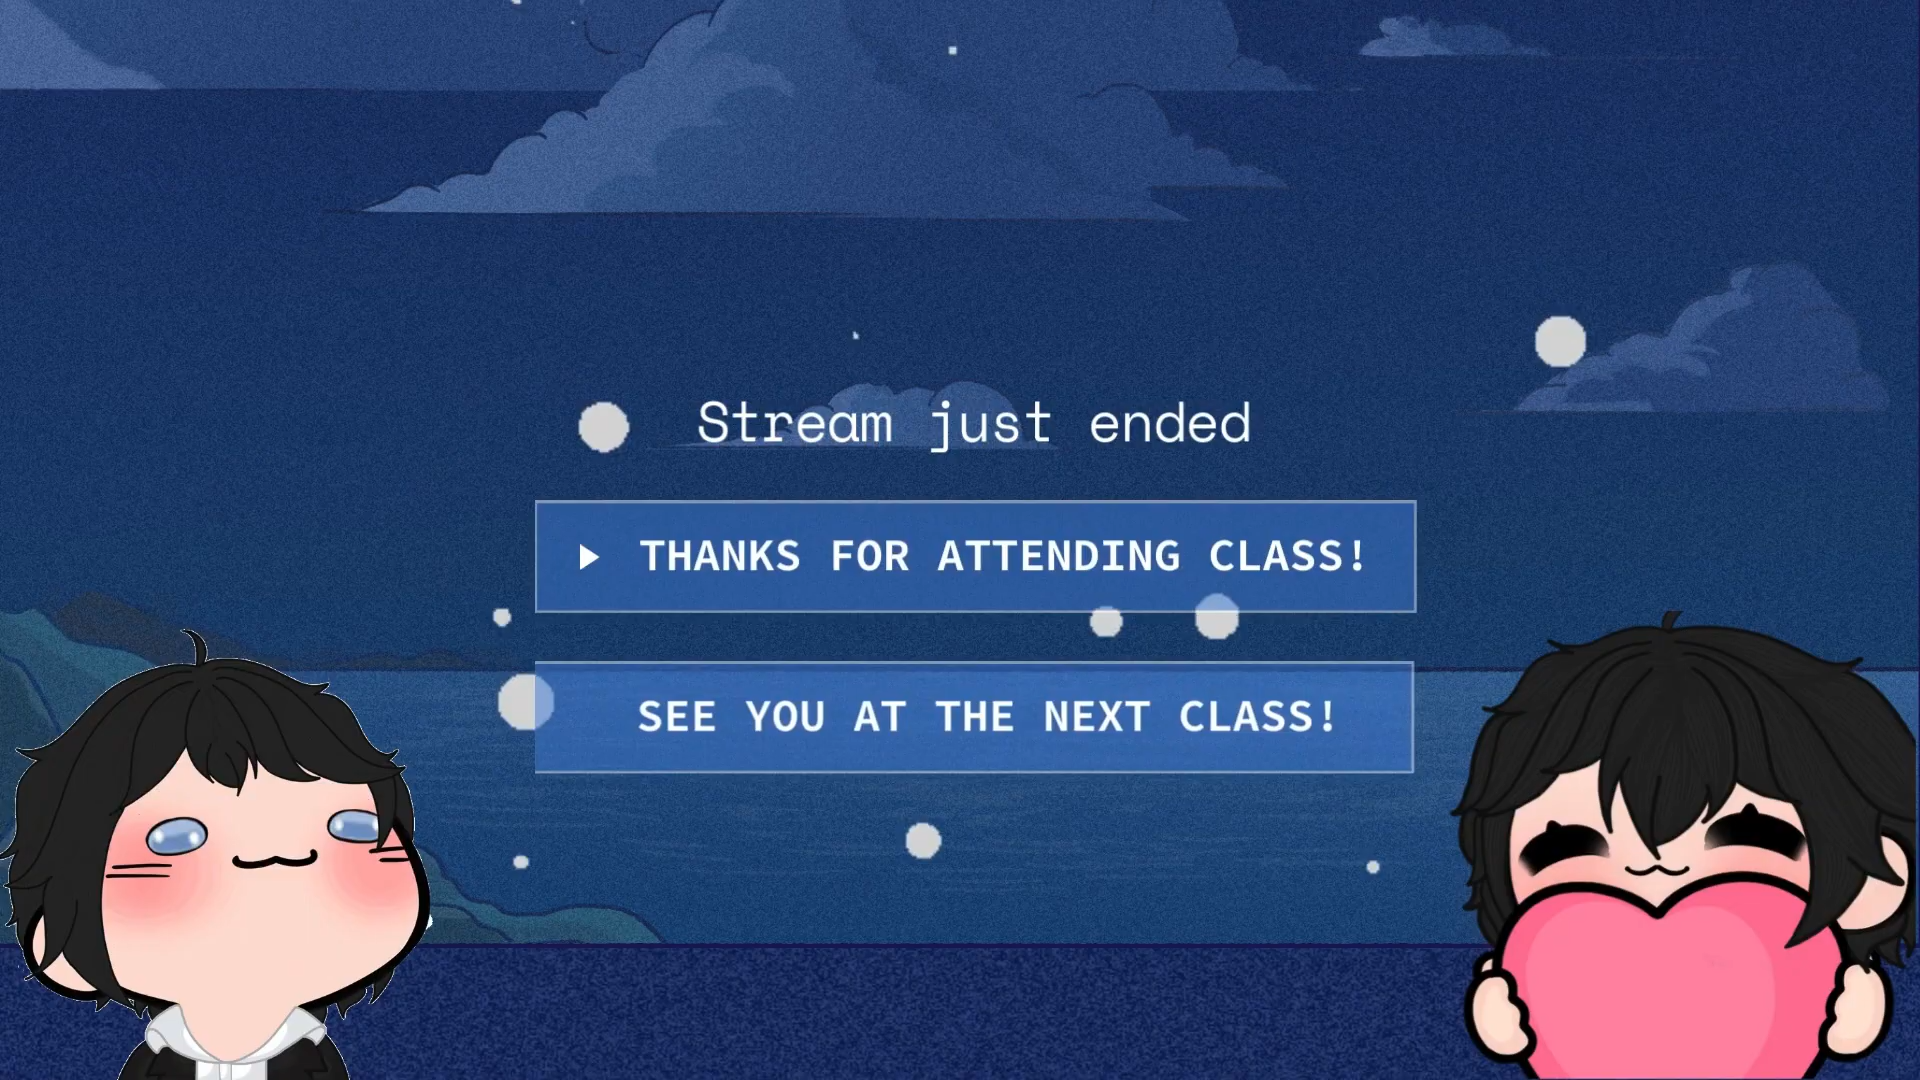 Stream just ended
THANKS FOR ATTENDING CLASS!
SEE YOU AT THE NEXT CLASS!